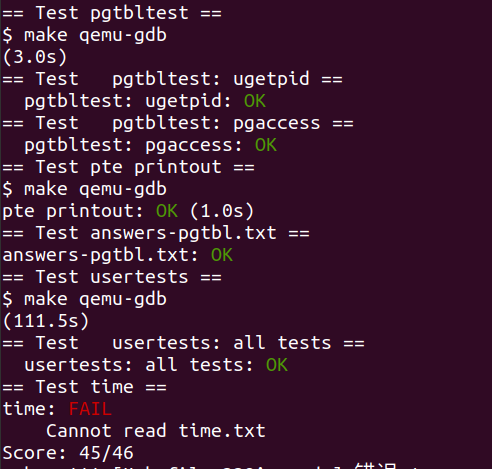 == Test pgtbltest ==
$ make qemu-gdb
(3.0s)
== Test   pgtbltest: ugetpid ==
  pgtbltest: ugetpid: OK
== Test   pgtbltest: pgaccess ==
  pgtbltest: pgaccess: OK
== Test pte printout ==
$ make qemu-gdb
pte printout: OK (1.0s)
== Test answers-pgtbl.txt ==
answers-pgtbl.txt: OK
== Test usertests ==
$ make qemu-gdb
(111.5s)
== Test   usertests: all tests ==
  usertests: all tests: OK
== Test time ==
time: FAIL
    Cannot read time.txt
Score: 45/46